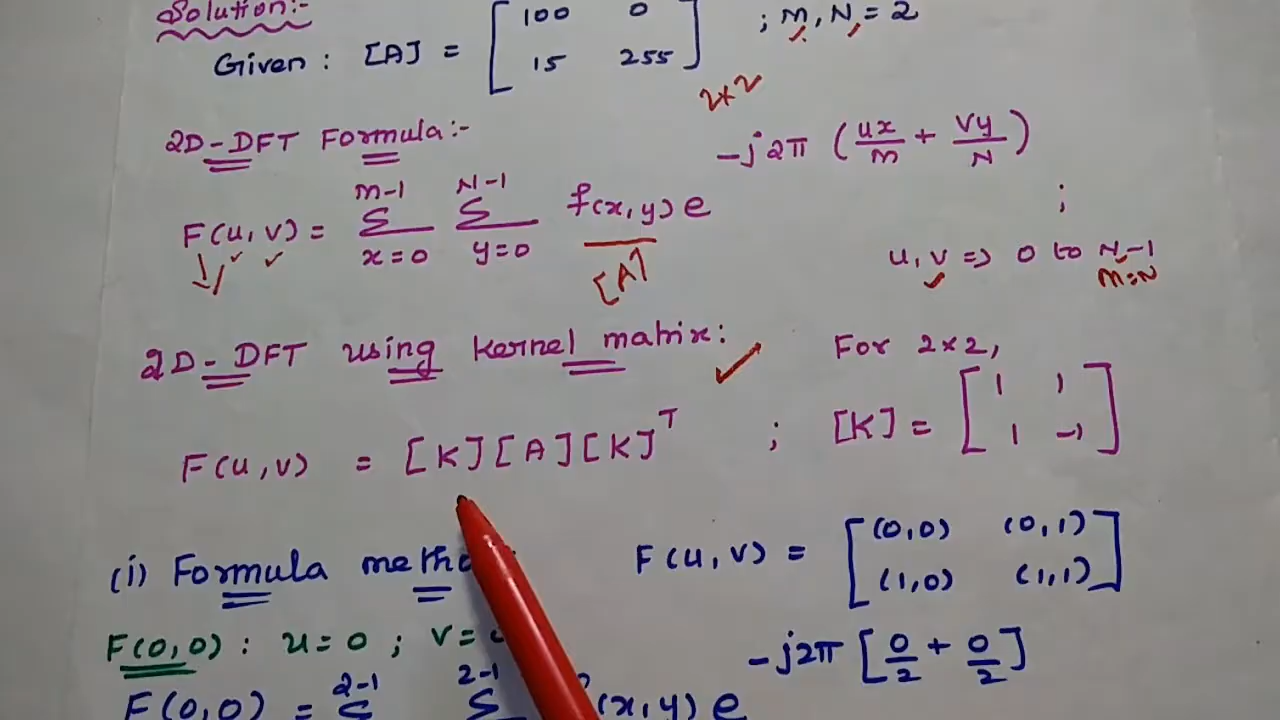 Solution:-
Given : [A] = [ 100 0 ; M, N = 2
15 255 ] 2*2
2D-DFT Formula:-
F(u,v) = M-1 Σ x=0 N-1 Σ y=0 f(x,y) e -j2π (ux/M + vy/N) ;
[A]
u,v => 0 to N-1
M=N
2D-DFT using kernel matrix:
For 2×2,
F(u,v) = [K][A][K]^T ; [K] = [ 1 1
1 -1 ]
(i) Formula metho
F(u,v) = [ (0,0) (0,1)
(1,0) (1,1) ]
F(0,0) : u=0 ; v=
F(0,0) = 2-1 Σ 2-1 Σ (x,y) e -j2π [0/2 + 0/2]